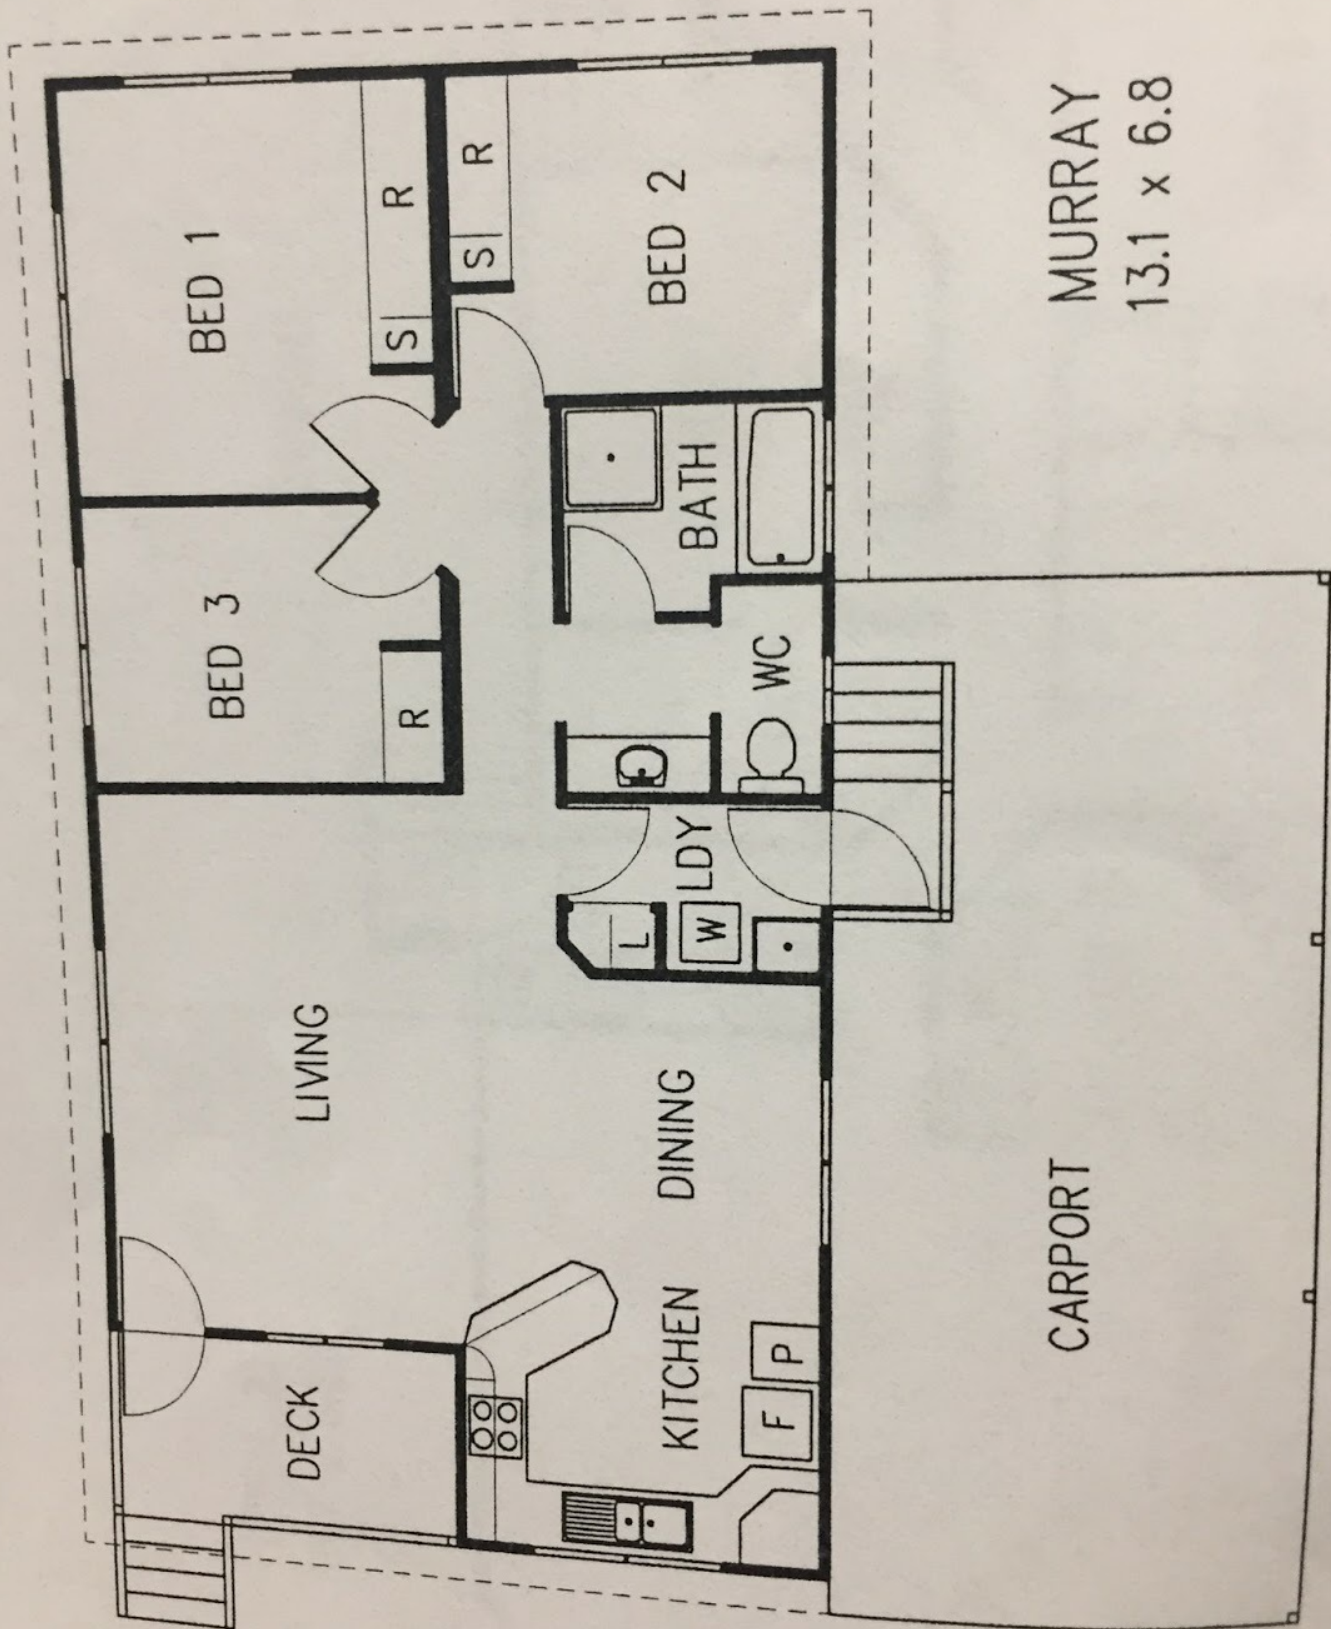 BED 1
S R
BED 3
R
S R
BED 2
BATH
WC
LDY
W
L
LIVING
DINING
KITCHEN
P
F
DECK
CARPORT
MURRAY
13.1 x 6.8